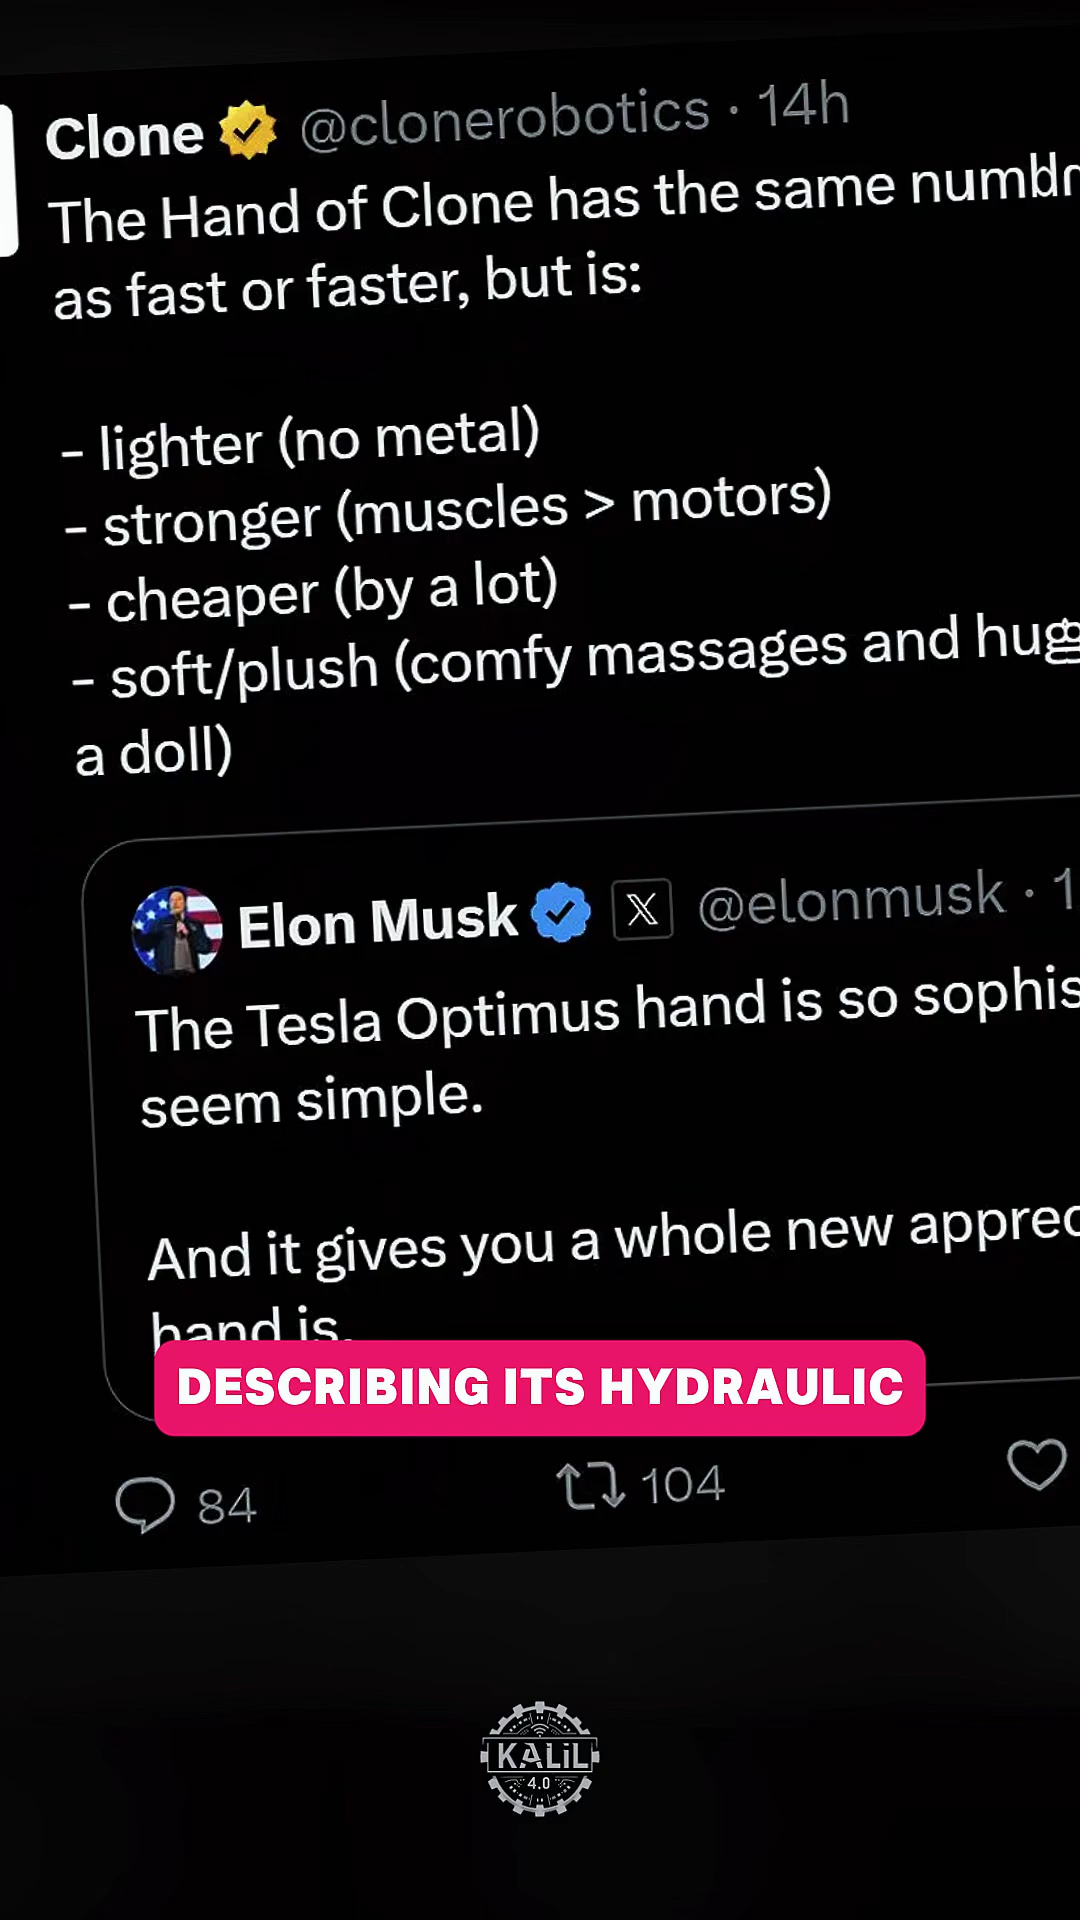 Clone @clonerobotics · 14h
The Hand of Clone has the same
as fast or faster, but is:
- lighter (no metal)
- stronger (muscles > motors)
- cheaper (by a lot)
- soft/plush (comfy massages and
a doll)
Elon Musk X @elonmusk · 1
The Tesla Optimus hand is so sophis
seem simple.
And it gives you a whole new apprec
hand is.
DESCRIBING ITS HYDRAULIC
84 104
KALIL
4.0